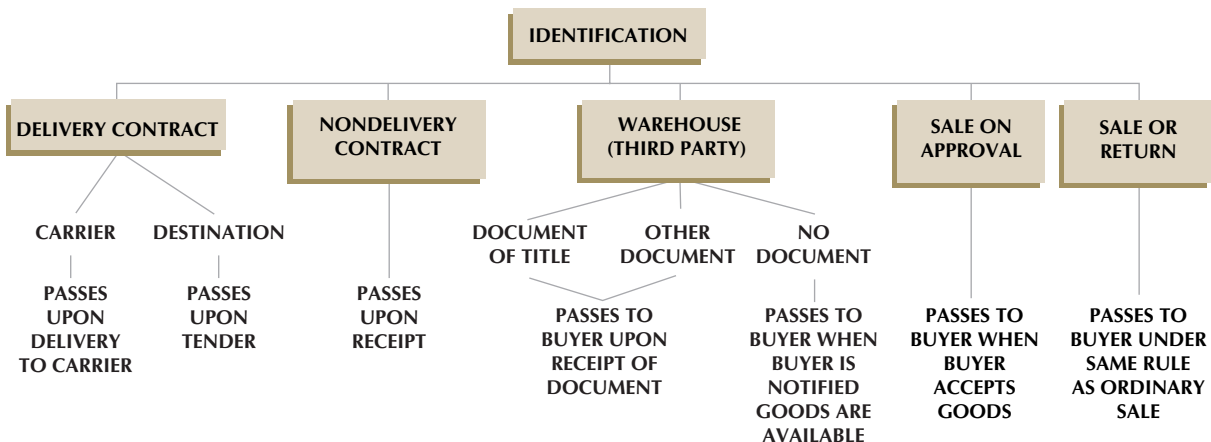 IDENTIFICATION
DELIVERY CONTRACT
NONDELIVERY
CONTRACT
WAREHOUSE
(THIRD PARTY)
SALE ON
APPROVAL
SALE OR
RETURN
CARRIER
DESTINATION
DOCUMENT
OF TITLE
OTHER
DOCUMENT
NO
DOCUMENT
PASSES
UPON
DELIVERY
TO CARRIER
PASSES
UPON
TENDER
PASSES
UPON
RECEIPT
PASSES TO
BUYER UPON
RECEIPT OF
DOCUMENT
PASSES TO
BUYER WHEN
BUYER IS
NOTIFIED
GOODS ARE
AVAILABLE
PASSES TO
BUYER WHEN
BUYER
ACCEPTS
GOODS
PASSES TO
BUYER UNDER
SAME RULE
AS ORDINARY
SALE